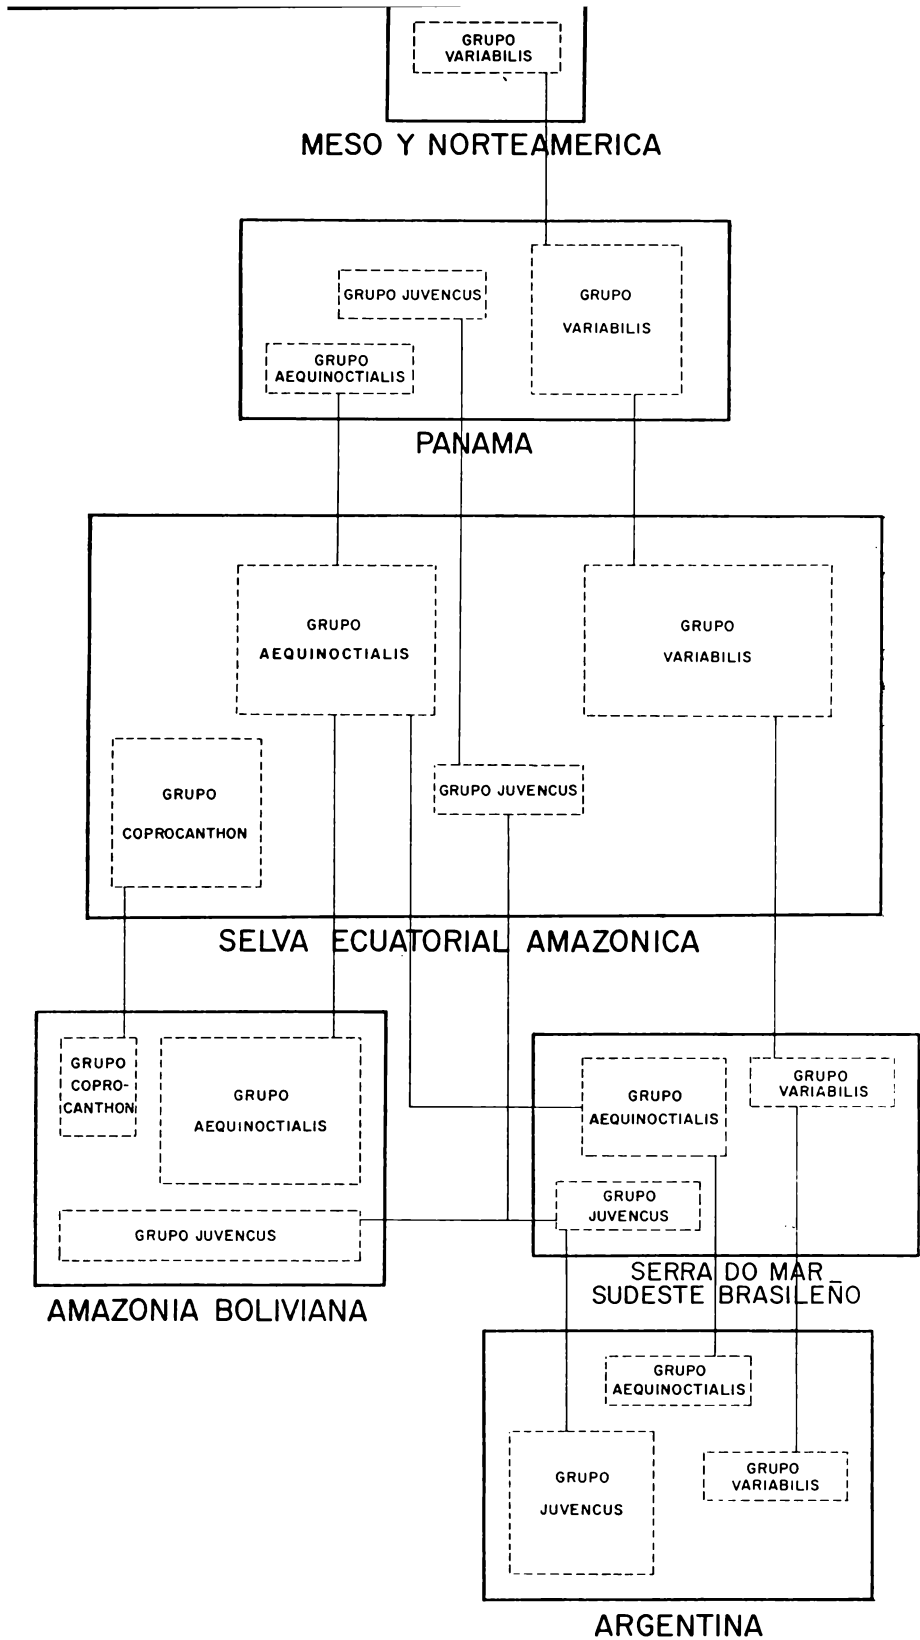 GRUPO
VARIABILIS
MESO Y NORTEAMERICA
GRUPO JUVENCUS
GRUPO
VARIABILIS
GRUPO
AEQUINOCTIALIS
PANAMA
GRUPO
AEQUINOCTIALIS
GRUPO
VARIABILIS
GRUPO
COPROCANTHON
GRUPO JUVENCUS
SELVA ECUATORIAL AMAZONICA
GRUPO
COPRO-
CANTHON
GRUPO
AEQUINOCTIALIS
GRUPO JUVENCUS
AMAZONIA BOLIVIANA
GRUPO
AEQUINOCTIALIS
GRUPO
VARIABILIS
GRUPO
JUVENCUS
SERRA DO MAR_
SUDESTE BRASILEÑO
GRUPO
AEQUINOCTIALIS
GRUPO
JUVENCUS
GRUPO
VARIABILIS
ARGENTINA